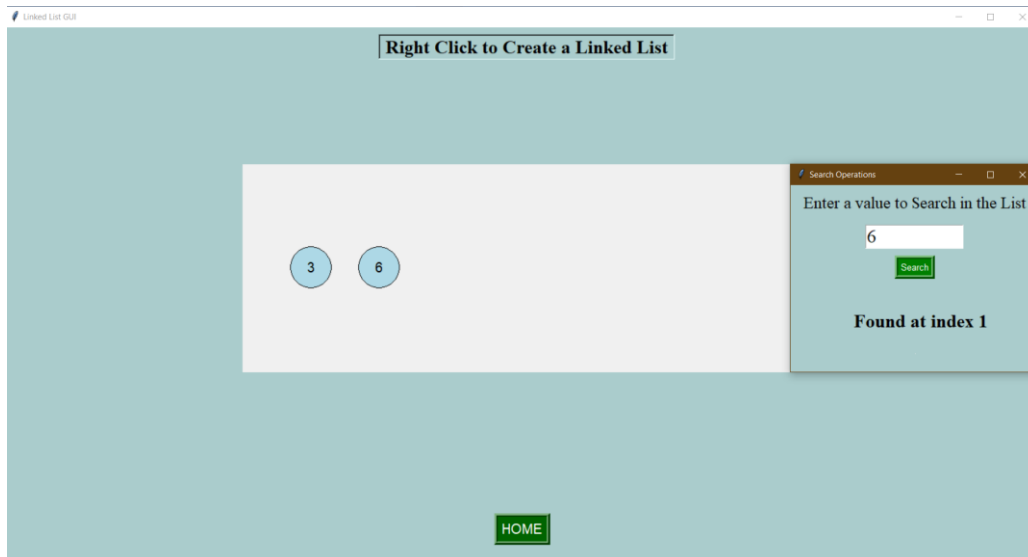 Linked List GUI
Right Click to Create a Linked List
Search Operations
Enter a value to Search in the List
6
Search
3
6
Found at index 1
HOME